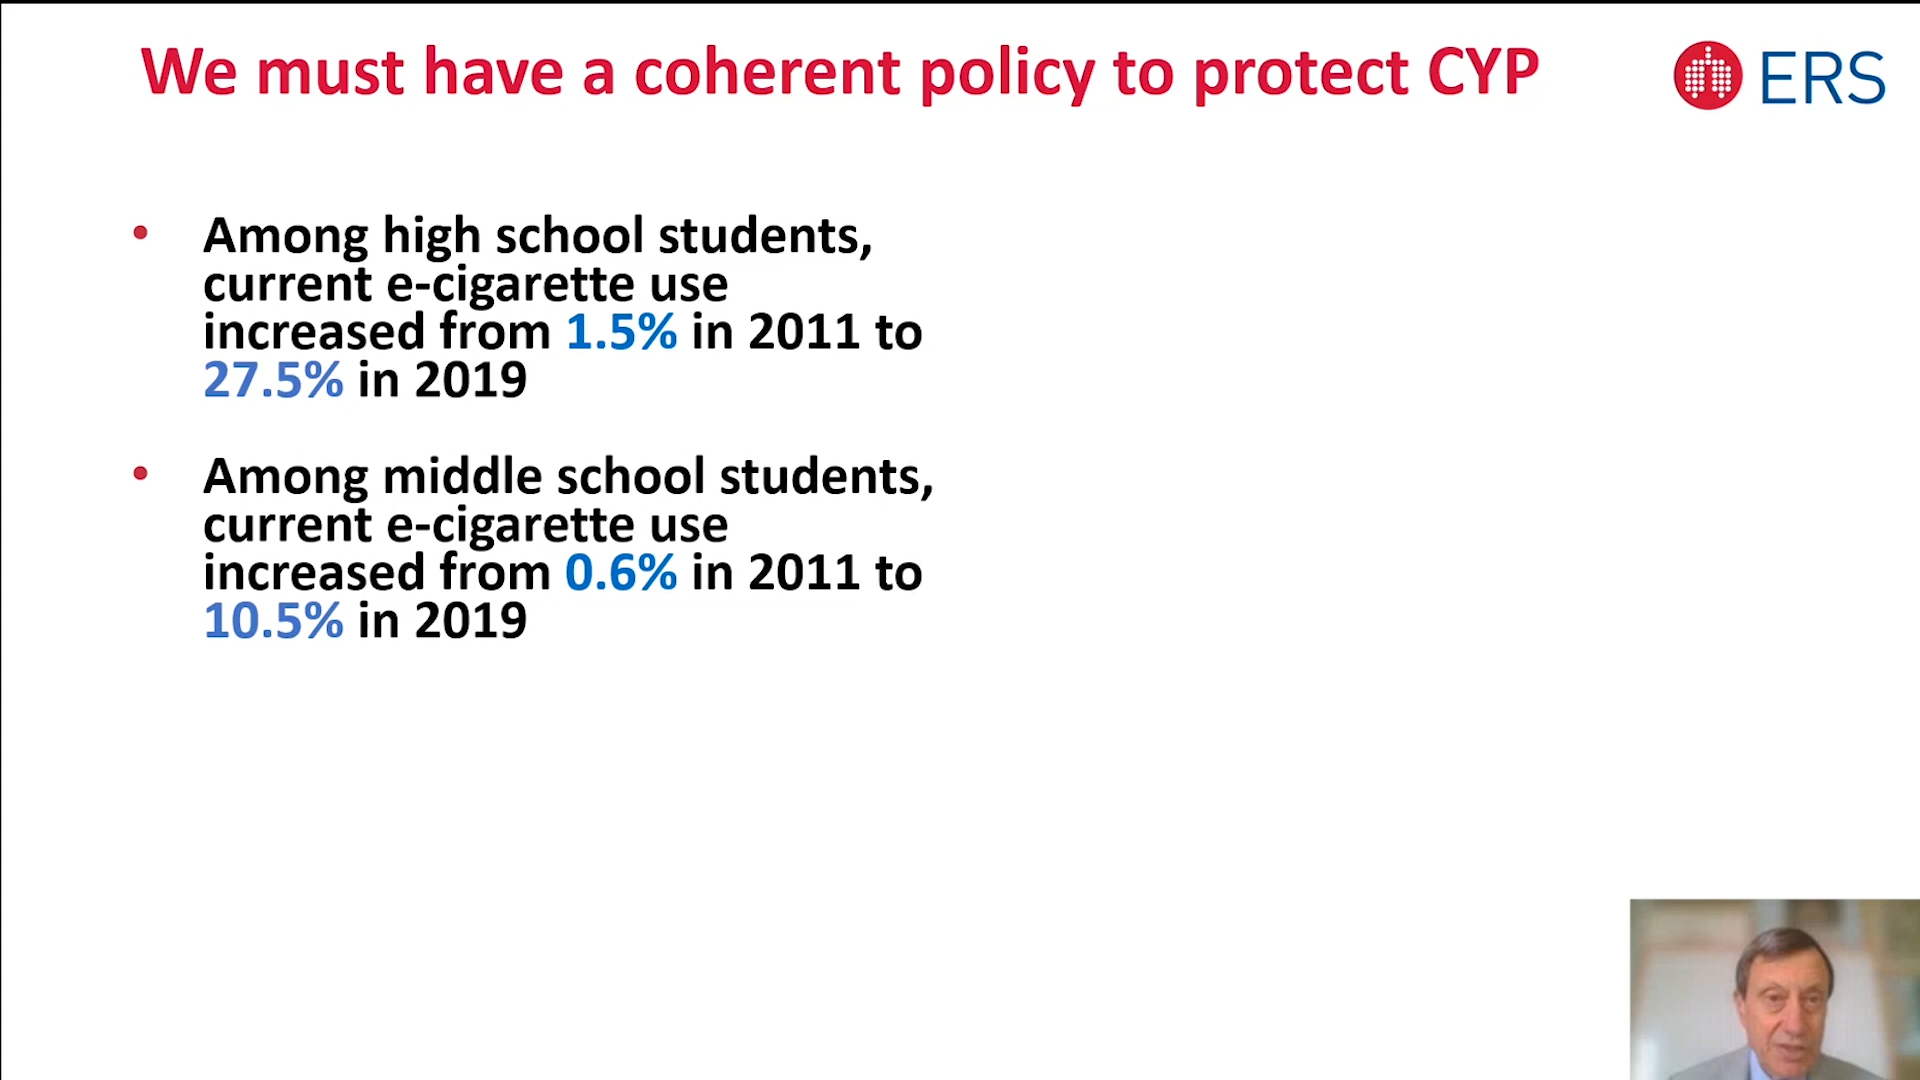 We must have a coherent policy to protect CYP
ERS
• Among high school students,
current e-cigarette use
increased from 1.5% in 2011 to
27.5% in 2019
• Among middle school students,
current e-cigarette use
increased from 0.6% in 2011 to
10.5% in 2019